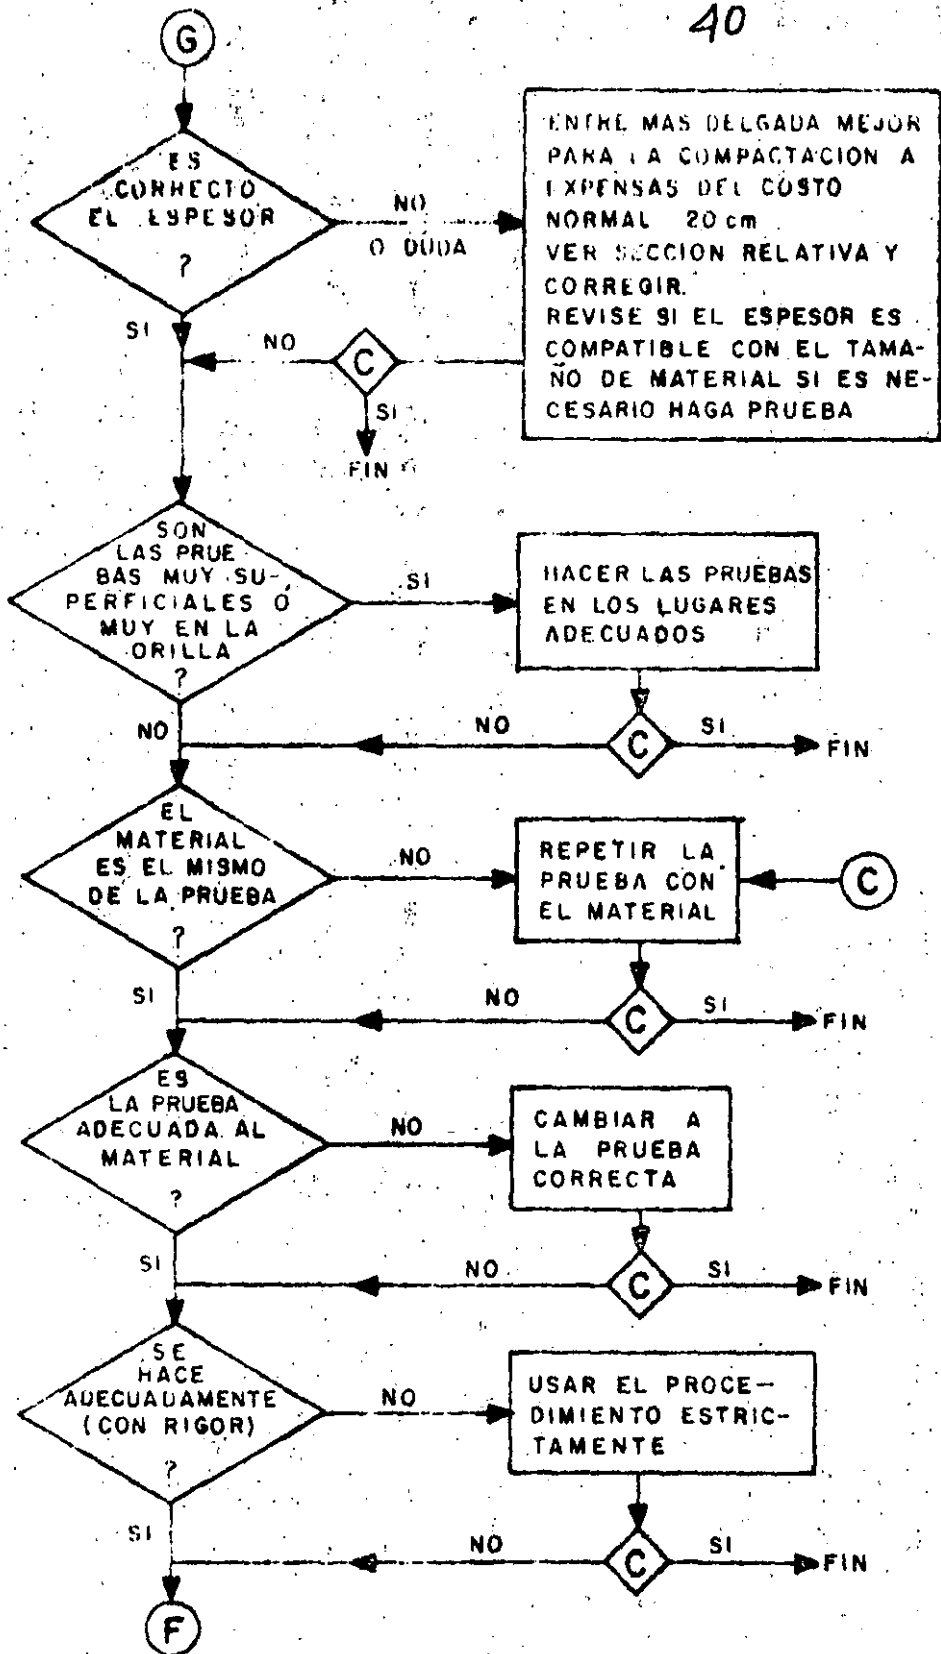 40
G
ES
CORRECTO
EL ESPESOR
?
NO
O DUDA
ENTRE MAS DELGADA MEJOR
PARA LA COMPACTACION A
EXPENSAS DEL COSTO
NORMAL 20 cm
VER SECCION RELATIVA Y
CORREGIR.
REVISE SI EL ESPESOR ES
COMPATIBLE CON EL TAMA-
ÑO DE MATERIAL SI ES NE-
CESARIO HAGA PRUEBA
SI
NO
C
SI
FIN
SON
LAS PRUE
BAS MUY SU-
PERFICIALES O
MUY EN LA
ORILLA
?
SI
HACER LAS PRUEBAS
EN LOS LUGARES
ADECUADOS
NO
NO
C
SI
FIN
EL
MATERIAL
ES EL MISMO
DE LA PRUEBA
?
NO
REPETIR LA
PRUEBA CON
EL MATERIAL
C
SI
NO
C
SI
FIN
ES
LA PRUEBA
ADECUADA AL
MATERIAL
?
NO
CAMBIAR A
LA PRUEBA
CORRECTA
SI
NO
C
SI
FIN
SE
HACE
ADECUADAMENTE
(CON RIGOR)
?
NO
USAR EL PROCE-
DIMIENTO ESTRIC-
TAMENTE
SI
NO
C
SI
FIN
F